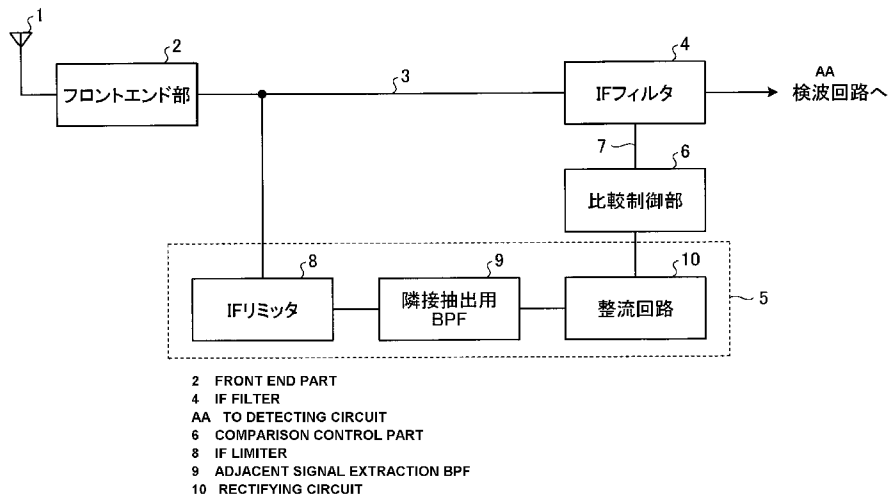 1
2
フロントエンド部
3
4
IFフィルタ
AA
検波回路へ
7
6
比較制御部
8
IFリミッタ
9
隣接抽出用
BPF
10
整流回路
5
2 FRONT END PART
4 IF FILTER
AA TO DETECTING CIRCUIT
6 COMPARISON CONTROL PART
8 IF LIMITER
9 ADJACENT SIGNAL EXTRACTION BPF
10 RECTIFYING CIRCUIT